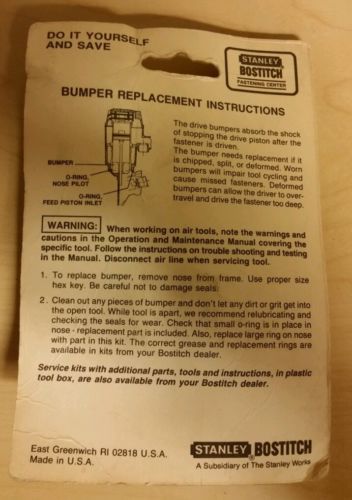 DO IT YOURSELF
AND SAVE
STANLEY
BOSTITCH
FASTENING CENTER
BUMPER REPLACEMENT INSTRUCTIONS
The drive bumpers absorb the shock
of stopping the drive piston after the
fastener is driven.
The bumper needs replacement if it
is chipped, split, or deformed. Worn
bumpers will impair tool cycling and
cause missed fasteners. Deformed
bumpers can allow the driver to over-
travel and drive the fastener too deep.
BUMPER
O-RING,
NOSE PILOT
O-RING,
FEED PISTON INLET
WARNING: When working on air tools, note the warnings and
cautions in the Operation and Maintenance Manual covering the
specific tool. Follow the instructions on trouble shooting and testing
in the Manual. Disconnect air line when servicing tool.
1. To replace bumper, remove nose from frame. Use proper size
hex key. Be careful not to damage seals.
2. Clean out any pieces of bumper and don't let any dirt or grit get into
the open tool. While tool is apart, we recommend relubricating and
checking the seals for wear. Check that small o-ring is in place in
nose - replacement part is included. Also, replace large ring on nose
with part in this kit. The correct grease and replacement rings are
available in kits from your Bostitch dealer.
Service kits with additional parts, tools and instructions, in plastic
tool box, are also available from your Bostitch dealer.
East Greenwich RI 02818 U.S.A.
Made in U.S.A.
STANLEY BOSTITCH
A Subsidiary of The Stanley Works